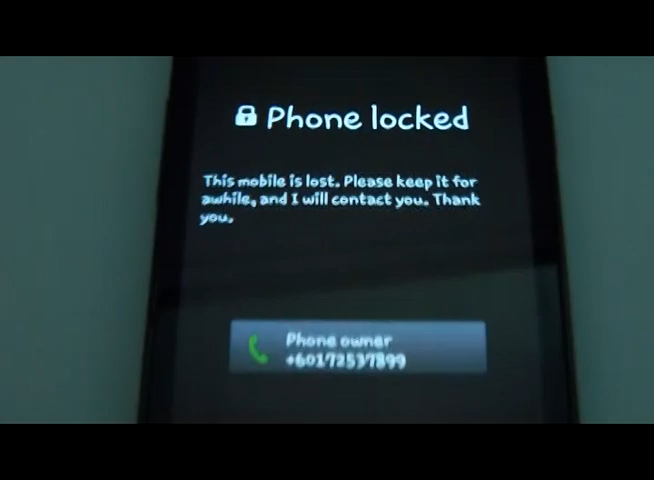 Phone locked
This mobile is lost. Please keep it for
awhile, and I will contact you. Thank
you.
Phone owner
+60172537899